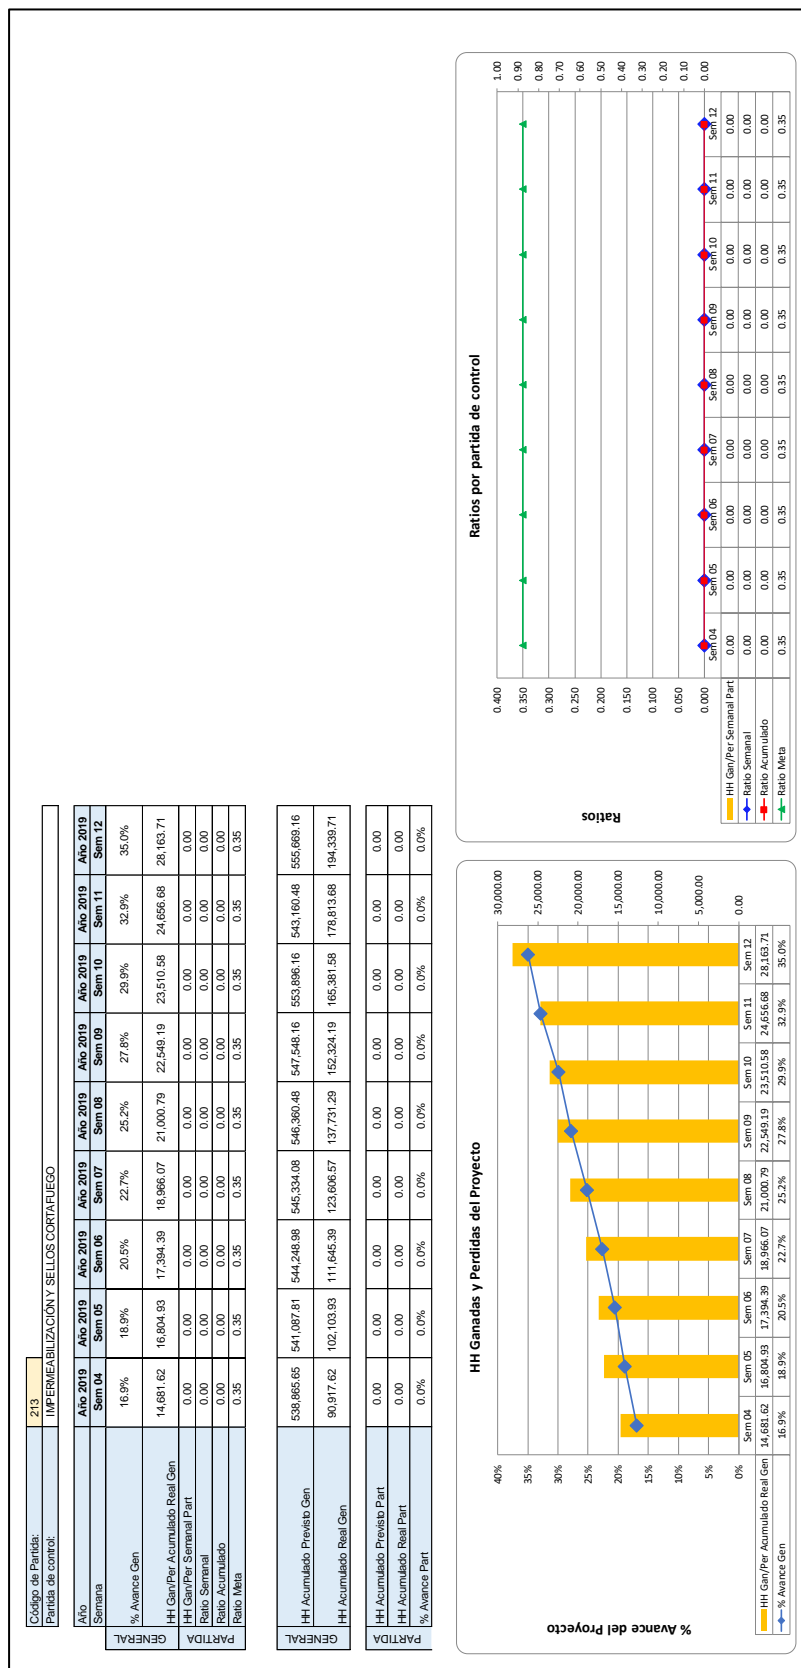 Código de Partida: 213
Partida de control: IMPERMEABILIZACIÓN Y SELLOS CORTAFUEGO
Año Año 2019 Año 2019 Año 2019 Año 2019 Año 2019 Año 2019 Año 2019 Año 2019 Año 2019
Semana Sem 04 Sem 05 Sem 06 Sem 07 Sem 08 Sem 09 Sem 10 Sem 11 Sem 12
GENERAL
% Avance Gen 16.9% 18.9% 20.5% 22.7% 25.2% 27.8% 29.9% 32.9% 35.0%
HH Gan/Per Acumulado Real Gen 14,681.62 16,804.93 17,394.39 18,966.07 21,000.79 22,549.19 23,510.58 24,656.68 28,163.71
PARTIDA
HH Gan/Per Semanal Part 0.00 0.00 0.00 0.00 0.00 0.00 0.00 0.00 0.00
Ratio Semanal 0.00 0.00 0.00 0.00 0.00 0.00 0.00 0.00 0.00
Ratio Acumulado 0.00 0.00 0.00 0.00 0.00 0.00 0.00 0.00 0.00
Ratio Meta 0.35 0.35 0.35 0.35 0.35 0.35 0.35 0.35 0.35
GENERAL
HH Acumulado Previsto Gen 538,865.65 541,087.81 544,248.98 545,334.08 546,360.48 547,548.16 553,896.16 543,160.48 555,669.16
HH Acumulado Real Gen 90,917.62 102,103.93 111,645.39 123,606.57 137,731.29 152,324.19 165,381.58 178,813.68 194,339.71
PARTIDA
HH Acumulado Previsto Part 0.00 0.00 0.00 0.00 0.00 0.00 0.00 0.00 0.00
HH Acumulado Real Part 0.00 0.00 0.00 0.00 0.00 0.00 0.00 0.00 0.00
% Avance Part 0.0% 0.0% 0.0% 0.0% 0.0% 0.0% 0.0% 0.0% 0.0%
HH Ganadas y Perdidas del Proyecto
% Avance del Proyecto
40% 30,000.00
35% 25,000.00
30% 20,000.00
25%
20% 15,000.00
15% 10,000.00
10%
5% 5,000.00
0% 0.00
Sem 04 Sem 05 Sem 06 Sem 07 Sem 08 Sem 09 Sem 10 Sem 11 Sem 12
HH Gan/Per Acumulado Real Gen 14,681.62 16,804.93 17,394.39 18,966.07 21,000.79 22,549.19 23,510.58 24,656.68 28,163.71
% Avance Gen 16.9% 18.9% 20.5% 22.7% 25.2% 27.8% 29.9% 32.9% 35.0%
Ratios por partida de control
Ratios
0.400 1.00
0.350 0.90
0.80
0.300 0.70
0.250 0.60
0.200 0.50
0.150 0.40
0.30
0.100 0.20
0.050 0.10
0.000 0.00
Sem 04 Sem 05 Sem 06 Sem 07 Sem 08 Sem 09 Sem 10 Sem 11 Sem 12
HH Gan/Per Semanal Part 0.00 0.00 0.00 0.00 0.00 0.00 0.00 0.00 0.00
Ratio Semanal 0.00 0.00 0.00 0.00 0.00 0.00 0.00 0.00 0.00
Ratio Acumulado 0.00 0.00 0.00 0.00 0.00 0.00 0.00 0.00 0.00
Ratio Meta 0.35 0.35 0.35 0.35 0.35 0.35 0.35 0.35 0.35